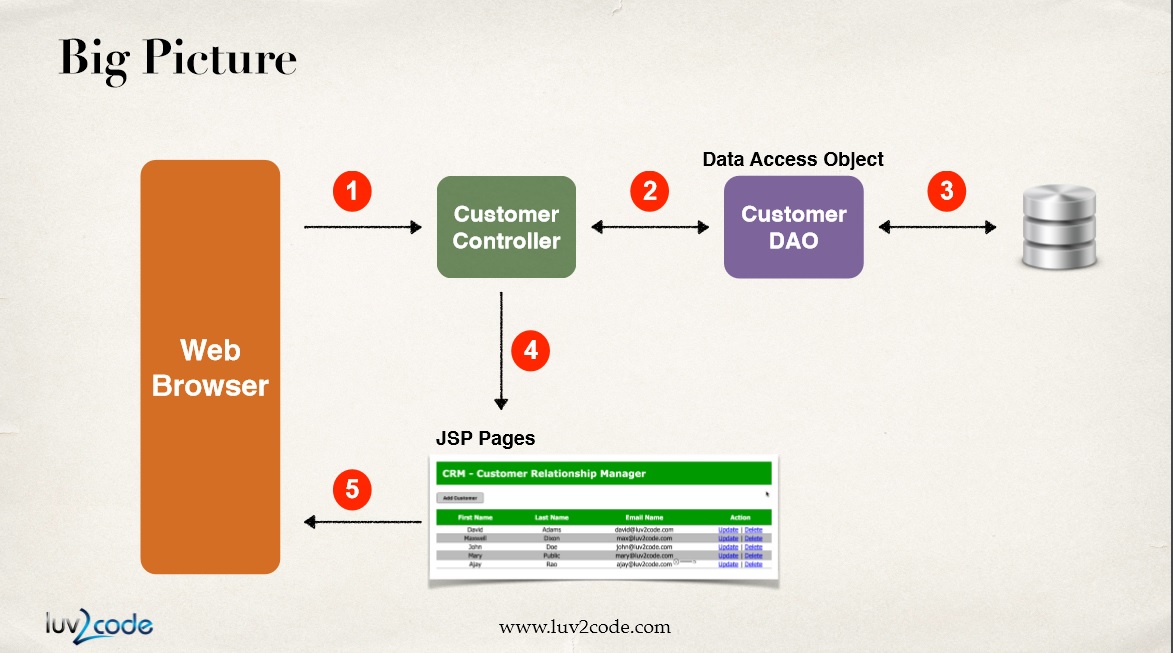 Big Picture
Data Access Object
1
2
3
Customer
Controller
Customer
DAO
Web
Browser
4
JSP Pages
CRM - Customer Relationship Manager
Add Customer
First Name Last Name Email Name Action
David Adams david@luv2code.com Update | Delete
Maxwell Dixon max@luv2code.com Update | Delete
John Doe john@luv2code.com Update | Delete
Mary Public mary@luv2code.com Update | Delete
Ajay Rao ajay@luv2code.com Update | Delete
5
luv2code
www.luv2code.com